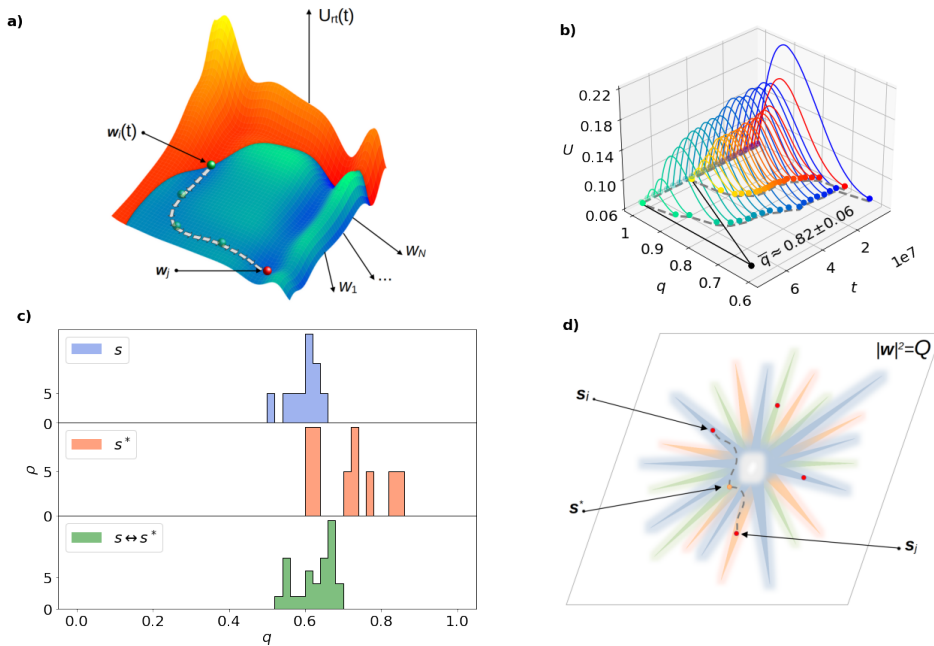 a)
U_rt(t)
w_i(t)
w_j
W_N
...
W_1
b)
0.22
0.18
0.14
0.10
0.06
U
1
0.9
0.8
0.7
0.6
q
6
4
2
1e7
t
q̅ ≈ 0.82±0.06
c)
s
5
0
s*
ρ
5
0
s↔s*
5
0
0.0 0.2 0.4 0.6 0.8 1.0
q
d)
|w|²=Q
s_i
s*
s_j